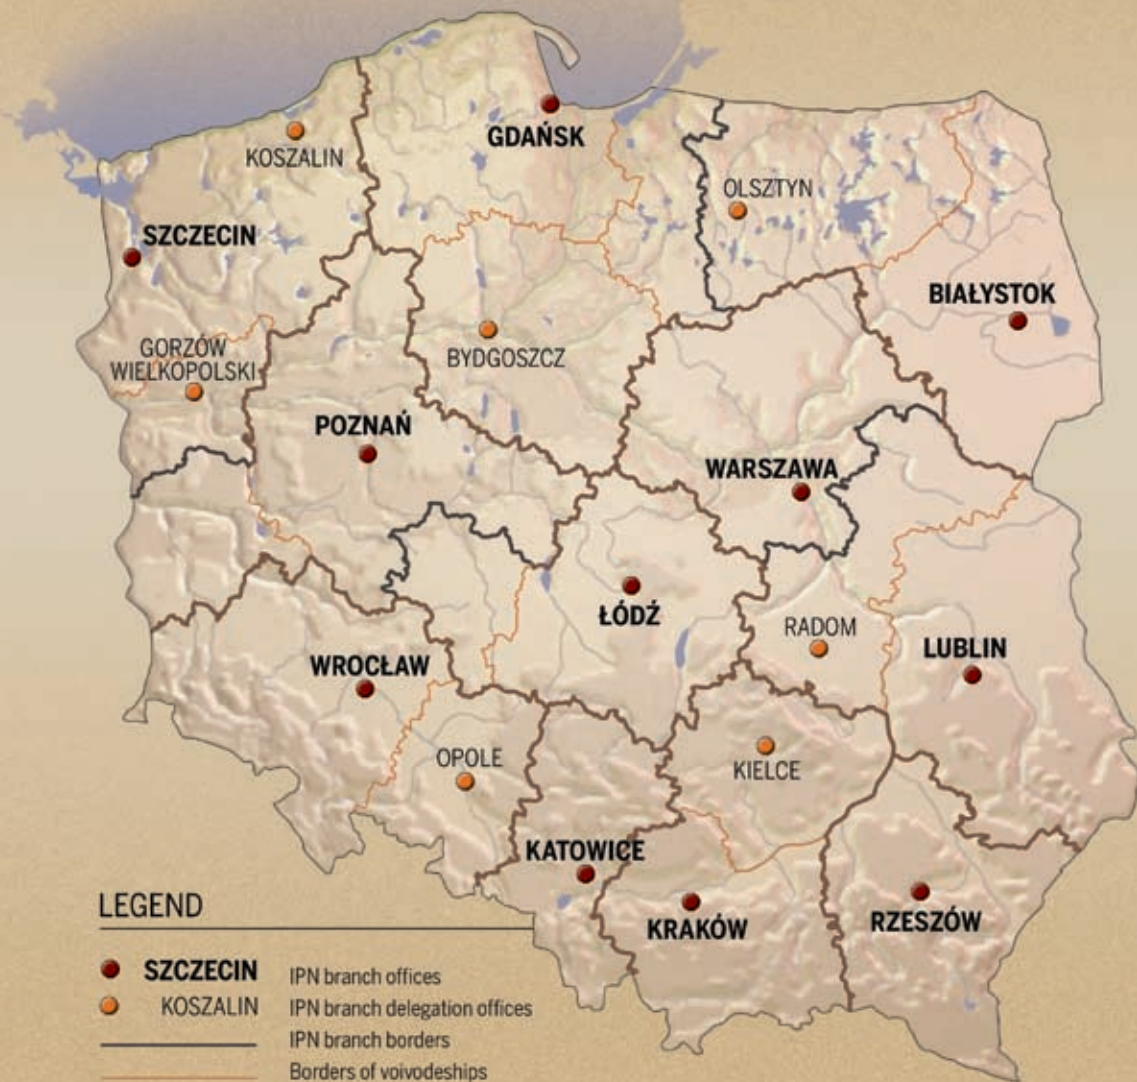 GDAŃSK
KOSZALIN
OLSZTYN
SZCZECIN
BIAŁYSTOK
GORZÓW
WIELKOPOLSKI
BYDGOSZCZ
POZNAŃ
WARSZAWA
ŁÓDŹ
RADOM
LUBLIN
WROCŁAW
OPOLE
KIELCE
KATOWICE
KRAKÓW
RZESZÓW
LEGEND
SZCZECIN IPN branch offices
KOSZALIN IPN branch delegation offices
IPN branch borders
Borders of voivodeships